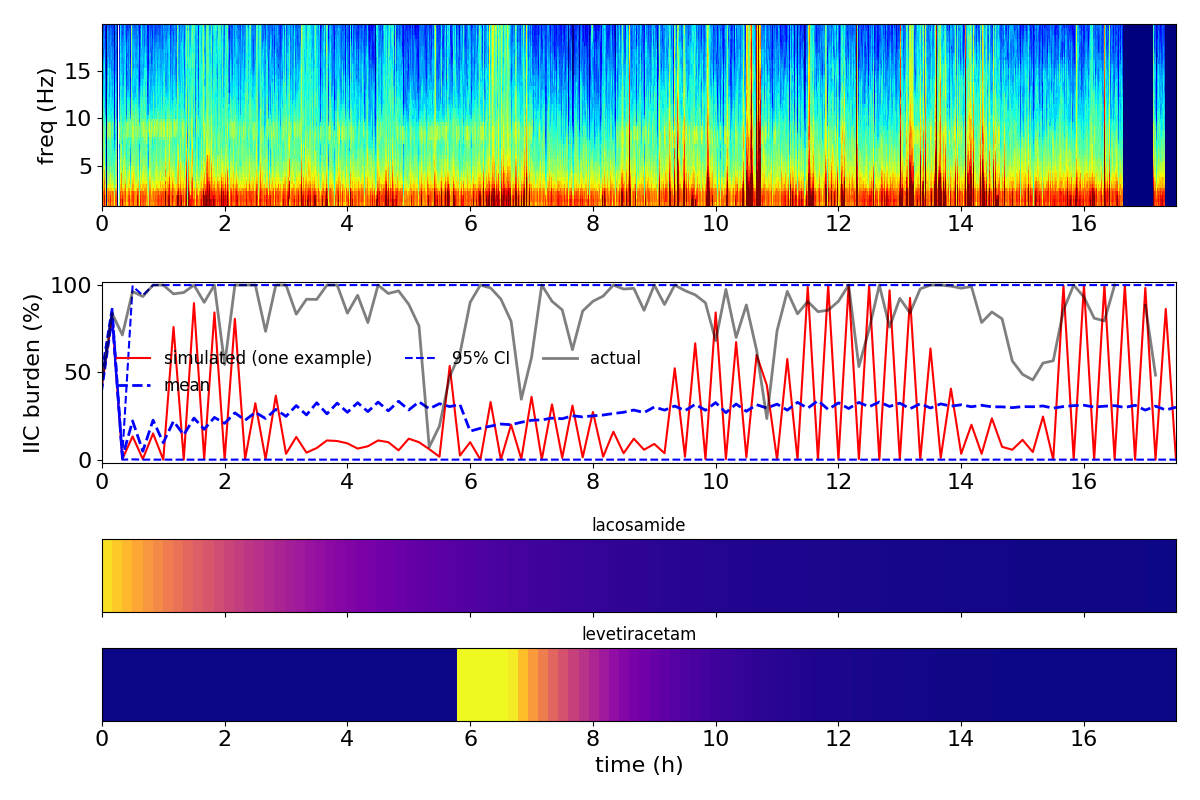 freq (Hz)
15
10
5
0 2 4 6 8 10 12 14 16
IIC burden (%)
100
50
0
simulated (one example) 95% CI actual
mean
0 2 4 6 8 10 12 14 16
lacosamide
levetiracetam
0 2 4 6 8 10 12 14 16
time (h)